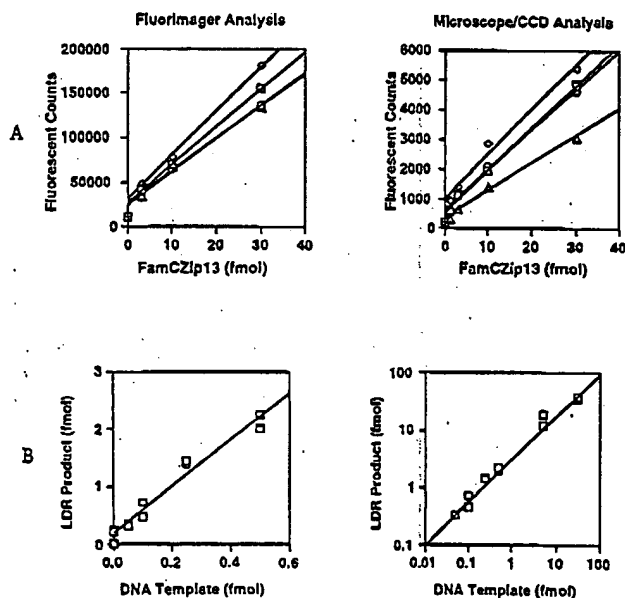 FluorImager Analysis
Microscope/CCD Analysis
A
Fluorescent Counts
200000
150000
100000
50000
0
0 10 20 30 40
FamCZip13 (fmol)
Fluorescent Counts
6000
5000
4000
3000
2000
1000
0
0 10 20 30 40
FamCZip13 (fmol)
B
LDR Product (fmol)
3
2
1
0
0.0 0.2 0.4 0.6
DNA Template (fmol)
LDR Product (fmol)
100
10
1
0.1
0.01 0.1 1 10 100
DNA Template (fmol)